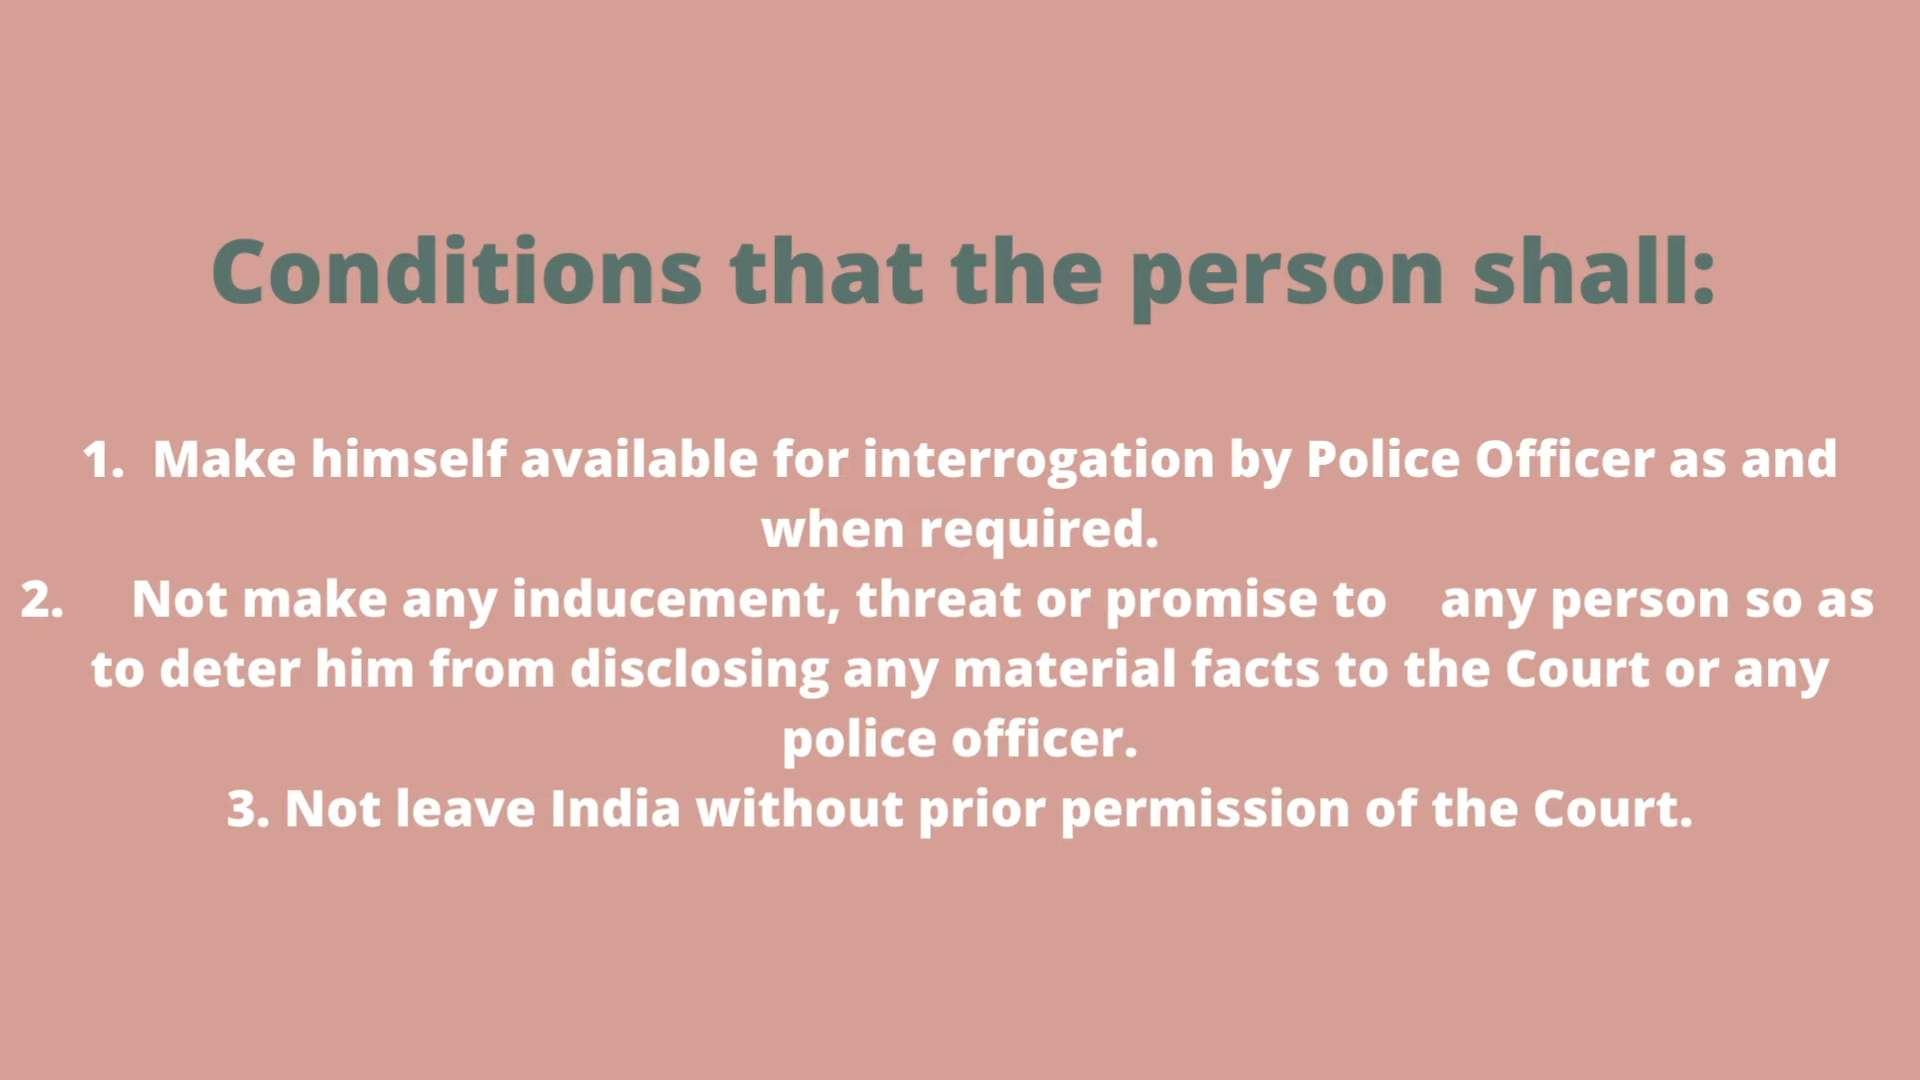 Conditions that the person shall:
1. Make himself available for interrogation by Police Officer as and
when required.
2. Not make any inducement, threat or promise to any person so as
to deter him from disclosing any material facts to the Court or any
police officer.
3. Not leave India without prior permission of the Court.